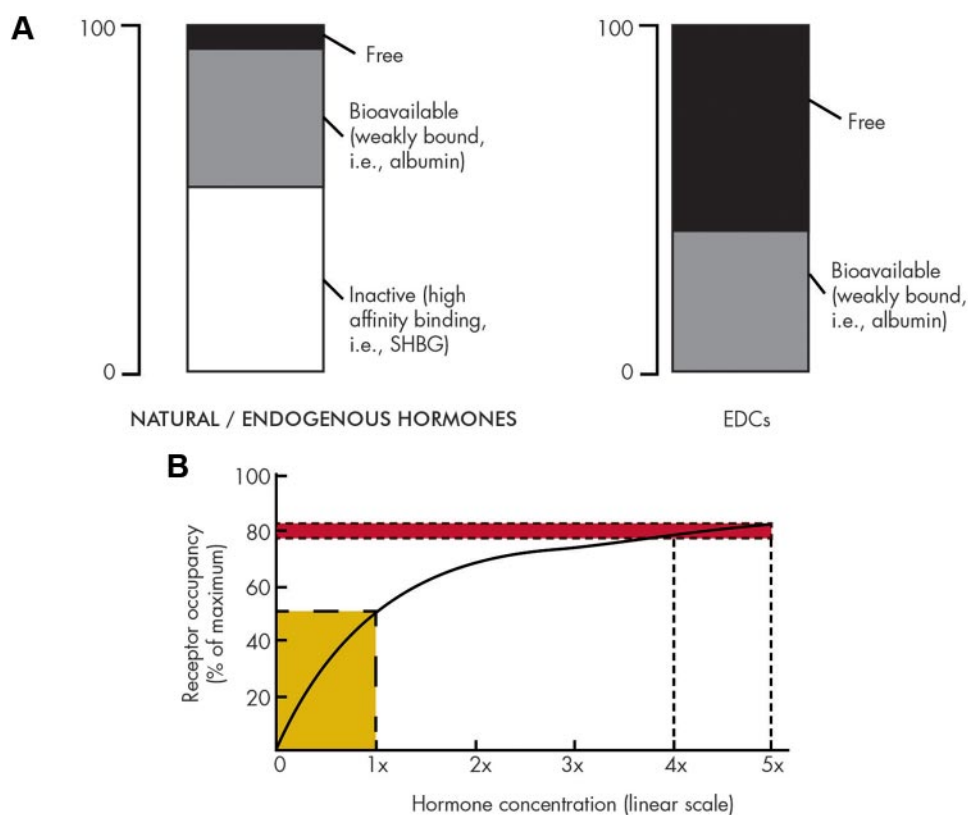 A
100
Free
Bioavailable
(weakly bound,
i.e., albumin)
Inactive (high
affinity binding,
i.e., SHBG)
0
NATURAL / ENDOGENOUS HORMONES
100
Free
Bioavailable
(weakly bound,
i.e., albumin)
0
EDCs
B
Receptor occupancy
(% of maximum)
100
80
60
40
20
0
1x
2x
3x
4x
5x
Hormone concentration (linear scale)